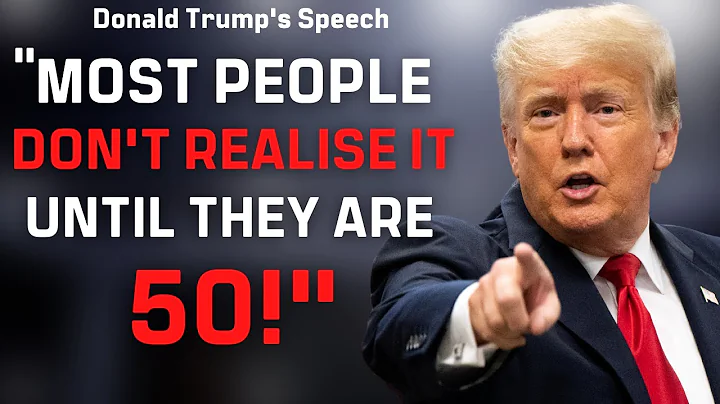 Donald Trump's Speech
"MOST PEOPLE
DON'T REALISE IT
UNTIL THEY ARE
50!"